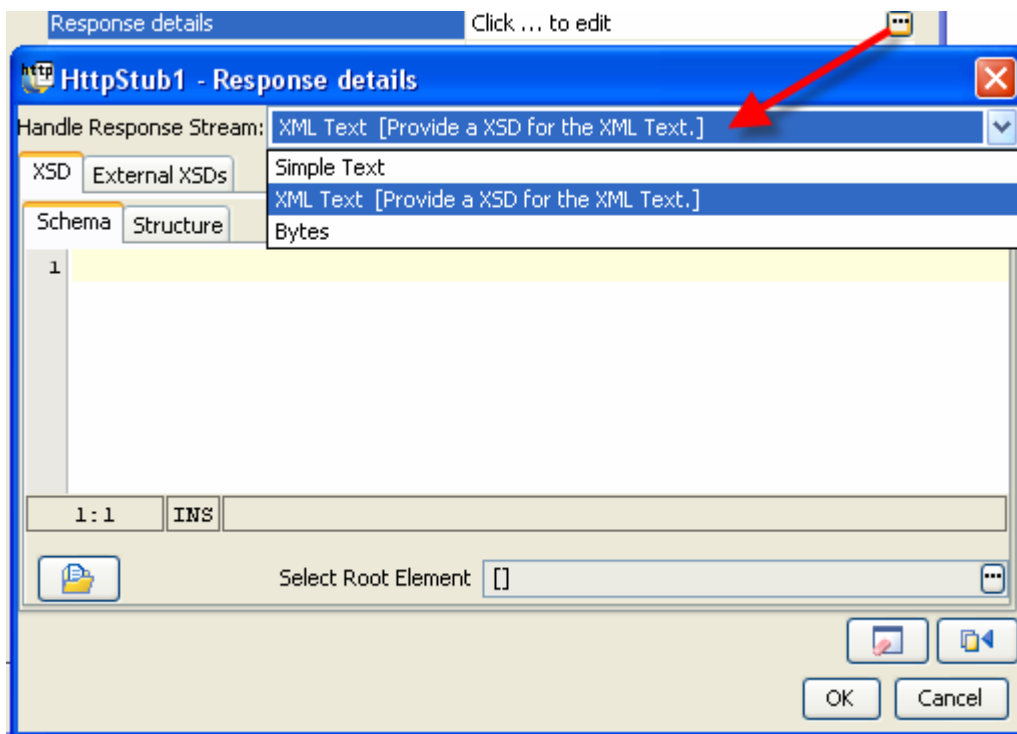 Response details Click ... to edit
http HttpStub1 - Response details
Handle Response Stream: XML Text [Provide a XSD for the XML Text.]
XSD External XSDs
Simple Text
XML Text [Provide a XSD for the XML Text.]
Schema Structure
Bytes
1
1:1 INS
Select Root Element []
OK Cancel